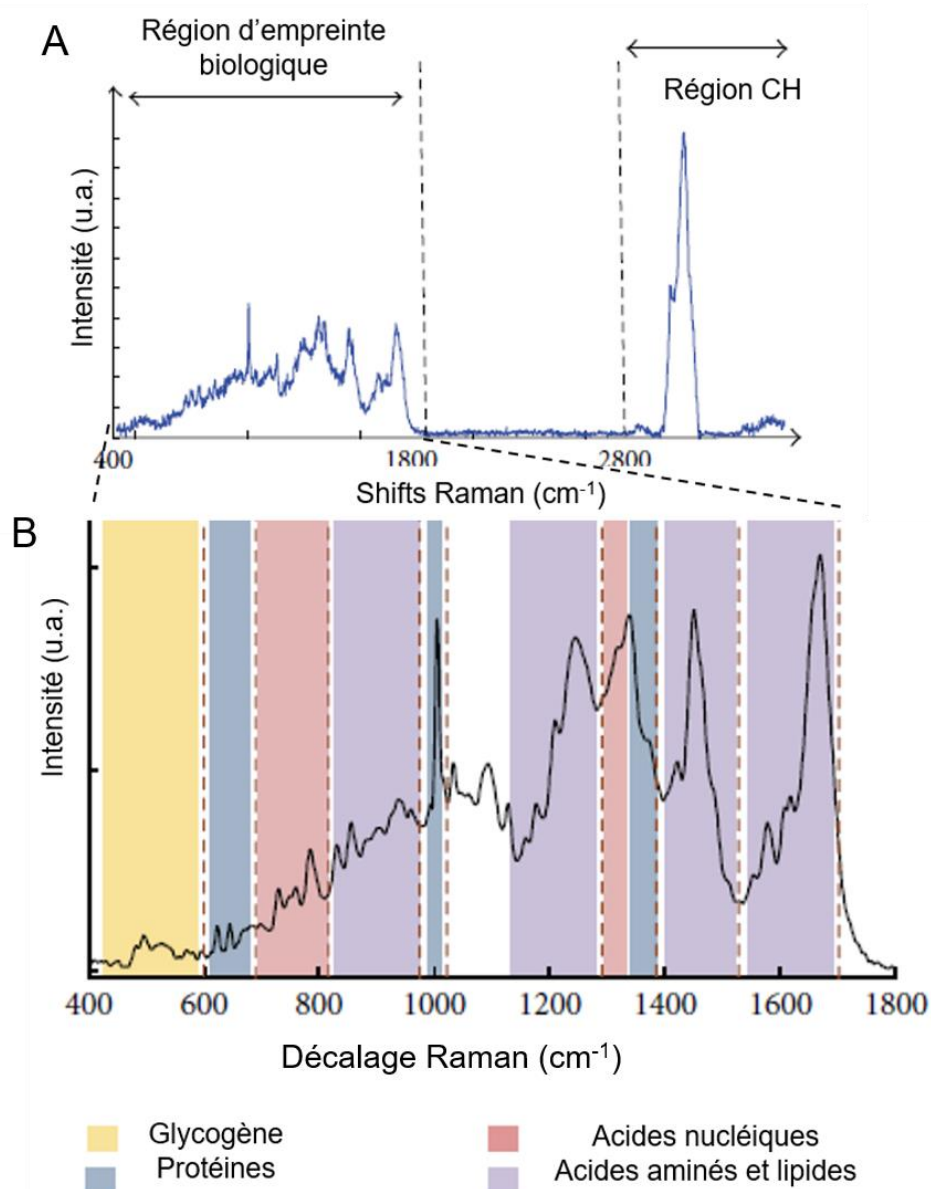 A
Région d’empreinte
biologique
Région CH
Intensité (u.a.)
400
1800
2800
Shifts Raman (cm-1)
B
Intensité (u.a.)
400 600 800 1000 1200 1400 1600 1800
Décalage Raman (cm-1)
Glycogène
Acides nucléiques
Protéines
Acides aminés et lipides